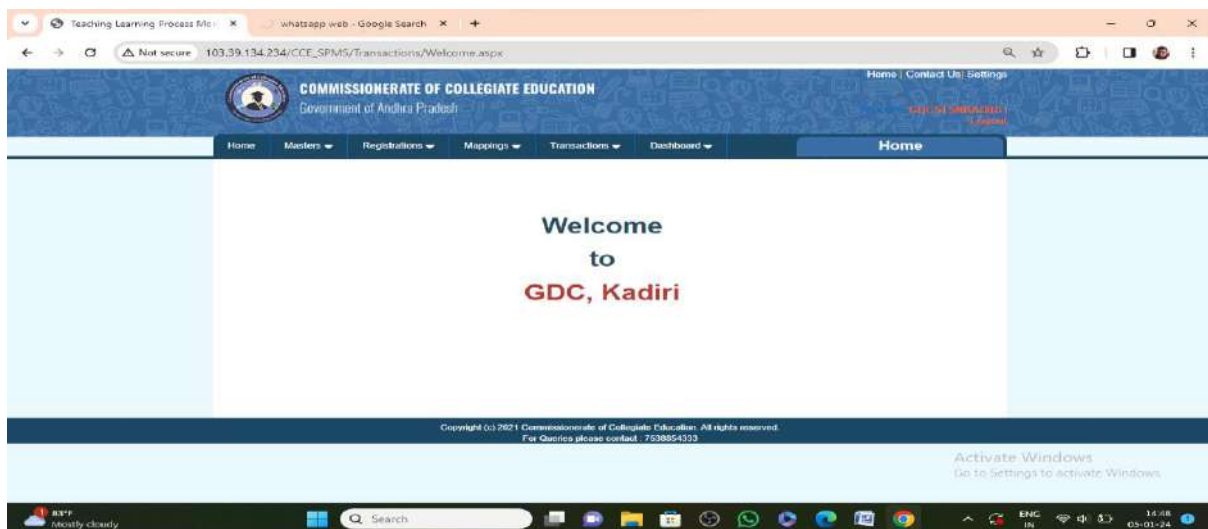 Teaching Learning Process Mo
whatsapp web - Google Search
Not secure 103.39.134.234/CCE_SPMS/Transactions/Welcome.aspx
COMMISSIONERATE OF COLLEGIATE EDUCATION
Government of Andhra Pradesh
Home | Contact Us| Settings
Logout
Home Masters Registrations Mappings Transactions Dashboard Home
Welcome
to
GDC, Kadiri
Copyright (c) 2021 Commissionerate of Collegiate Education. All rights reserved.
For Queries please contact : 7538854333
Activate Windows
Go to Settings to activate Windows.
83°F
Mostly cloudy
Search
ENG
IN
14:48
05-01-24